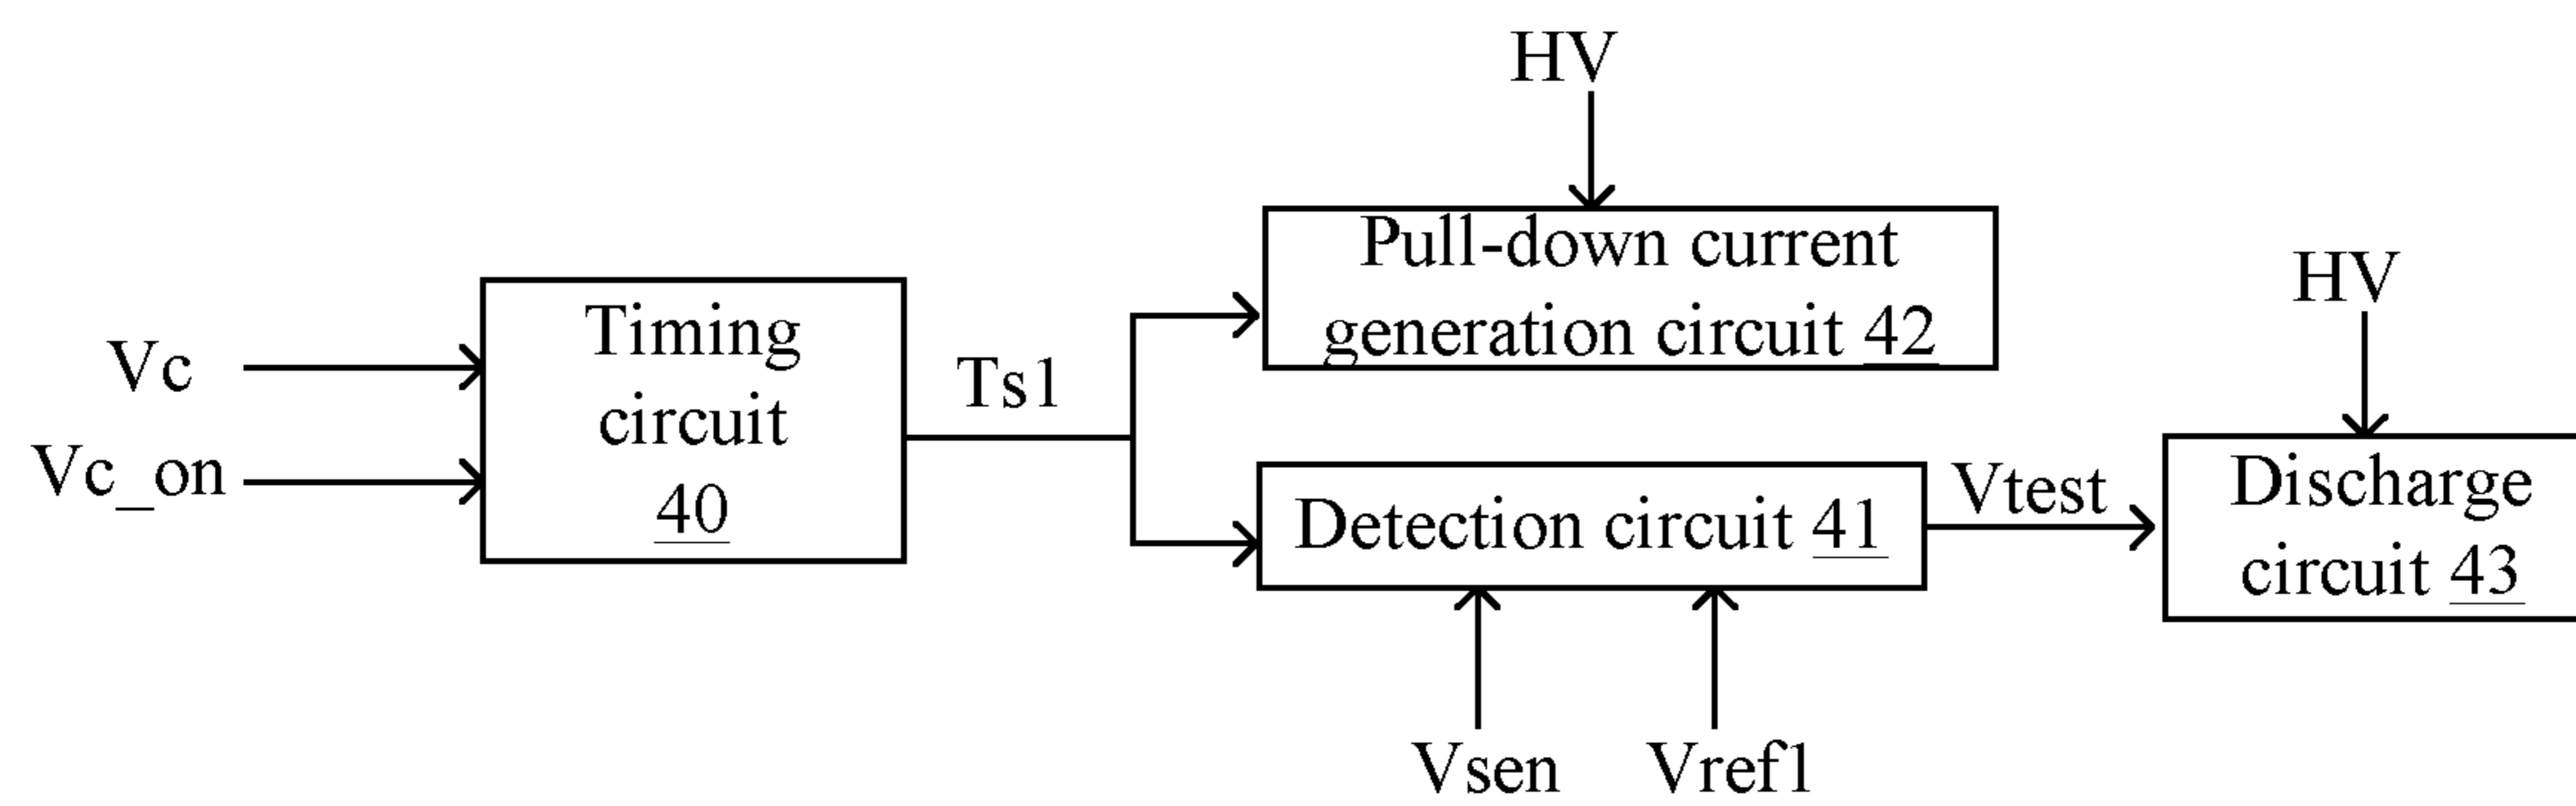 HV
Pull-down current
generation circuit 42
HV
Timing
circuit
40
Vc
Vc_on
Ts1
Detection circuit 41
Vtest
Discharge
circuit 43
Vsen
Vref1